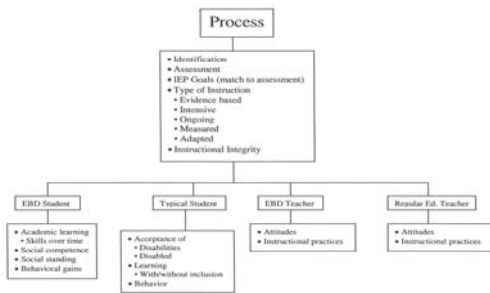 Process
• Identification
• Assessment
• IEP Goals (match to assessment)
• Type of Instruction
• Evidence based
• Intensive
• Ongoing
• Measured
• Adapted
• Instructional Integrity
EBD Student
• Academic learning
• Skills over time
• Social competence
• Social standing
• Behavioral gains
Typical Student
• Acceptance of
• Disabilities
• Disabled
• Learning
• With/without inclusion
• Behavior
EBD Teacher
• Attitudes
• Instructional practices
Regular Ed. Teacher
• Attitudes
• Instructional practices